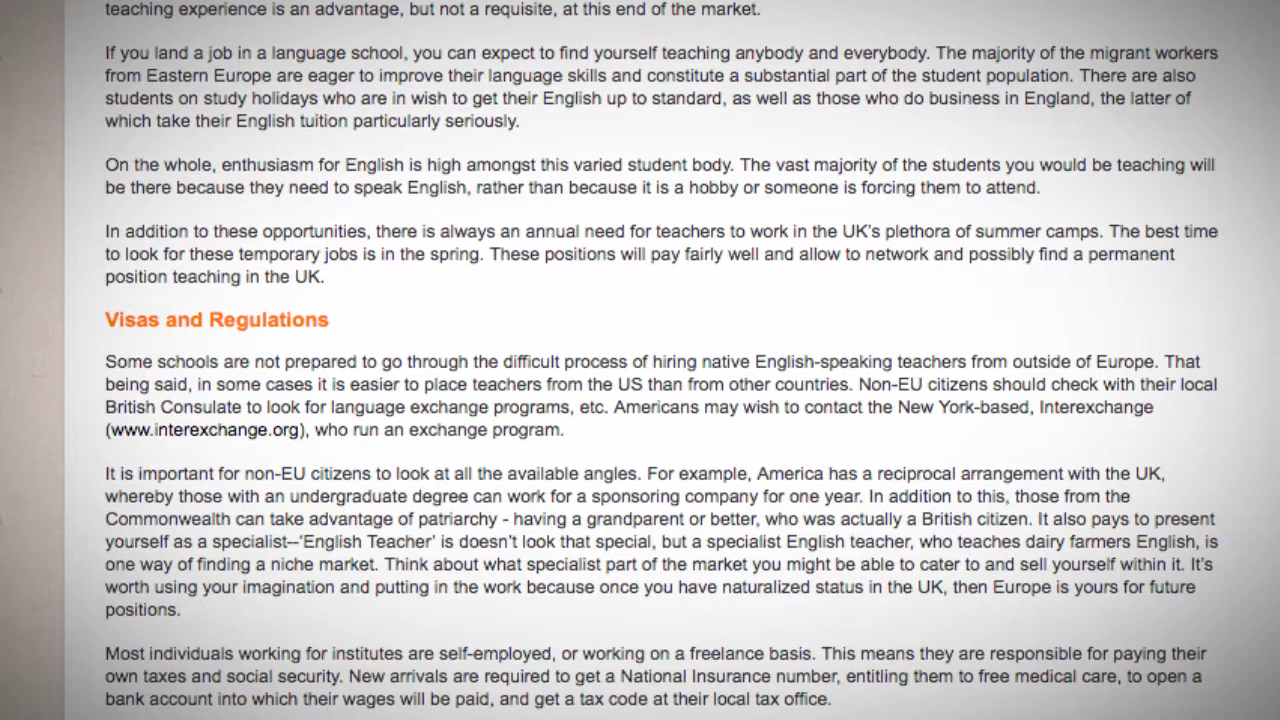 teaching experience is an advantage, but not a requisite, at this end of the market.
If you land a job in a language school, you can expect to find yourself teaching anybody and everybody. The majority of the migrant workers
from Eastern Europe are eager to improve their language skills and constitute a substantial part of the student population. There are also
students on study holidays who are in wish to get their English up to standard, as well as those who do business in England, the latter of
which take their English tuition particularly seriously.
On the whole, enthusiasm for English is high amongst this varied student body. The vast majority of the students you would be teaching will
be there because they need to speak English, rather than because it is a hobby or someone is forcing them to attend.
In addition to these opportunities, there is always an annual need for teachers to work in the UK's plethora of summer camps. The best time
to look for these temporary jobs is in the spring. These positions will pay fairly well and allow to network and possibly find a permanent
position teaching in the UK.
Visas and Regulations
Some schools are not prepared to go through the difficult process of hiring native English-speaking teachers from outside of Europe. That
being said, in some cases it is easier to place teachers from the US than from other countries. Non-EU citizens should check with their local
British Consulate to look for language exchange programs, etc. Americans may wish to contact the New York-based, Interexchange
(www.interexchange.org), who run an exchange program.
It is important for non-EU citizens to look at all the available angles. For example, America has a reciprocal arrangement with the UK,
whereby those with an undergraduate degree can work for a sponsoring company for one year. In addition to this, those from the
Commonwealth can take advantage of patriarchy - having a grandparent or better, who was actually a British citizen. It also pays to present
yourself as a specialist--'English Teacher' is doesn't look that special, but a specialist English teacher, who teaches dairy farmers English, is
one way of finding a niche market. Think about what specialist part of the market you might be able to cater to and sell yourself within it. It's
worth using your imagination and putting in the work because once you have naturalized status in the UK, then Europe is yours for future
positions.
Most individuals working for institutes are self-employed, or working on a freelance basis. This means they are responsible for paying their
own taxes and social security. New arrivals are required to get a National Insurance number, entitling them to free medical care, to open a
bank account into which their wages will be paid, and get a tax code at their local tax office.